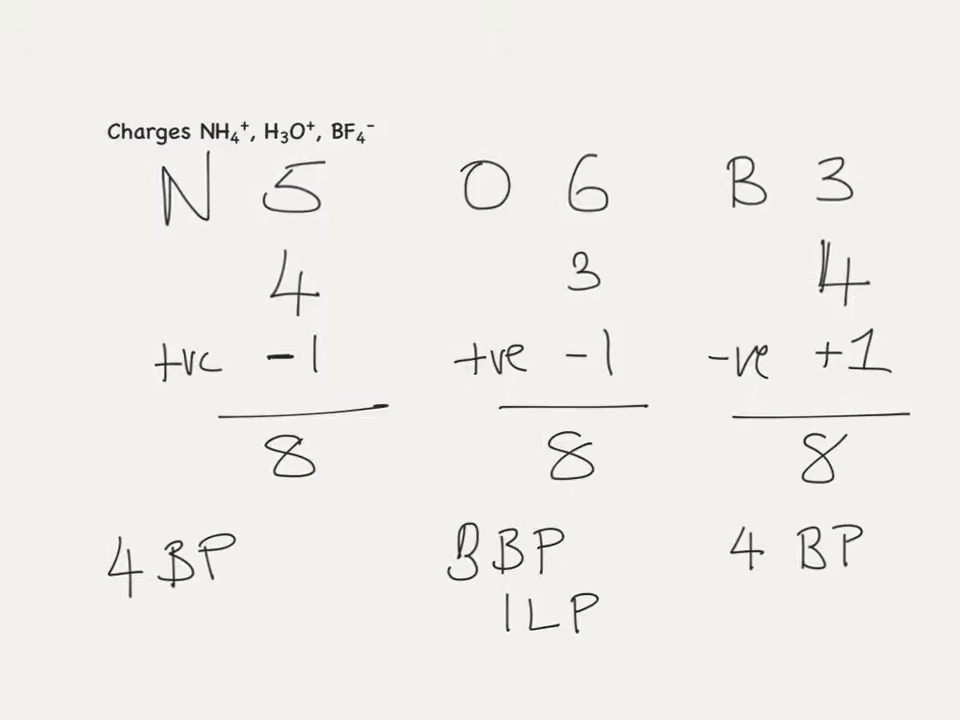 Charges NH₄⁺, H₃O⁺, BF₄⁻
N 5 O 6 B 3
4 3 4
+ve -1 +ve -1 -ve +1
8 8 8
4 BP 3 BP 4 BP
1 LP